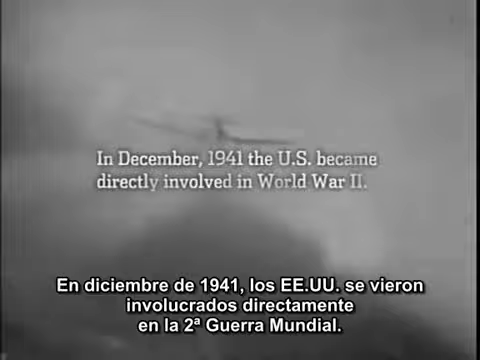 In December, 1941 the U.S. became
directly involved in World War II.
En diciembre de 1941, los EE.UU. se vieron
involucrados directamente
en la 2ª Guerra Mundial.